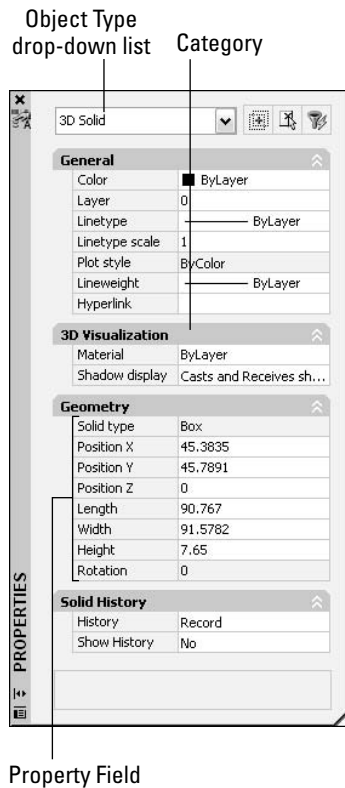 Object Type
drop-down list
Category
3D Solid
General
Color ByLayer
Layer 0
Linetype ByLayer
Linetype scale 1
Plot style ByColor
Lineweight ByLayer
Hyperlink
3D Visualization
Material ByLayer
Shadow display Casts and Receives sh...
Geometry
Solid type Box
Position X 45.3835
Position Y 45.7891
Position Z 0
Length 90.767
Width 91.5782
Height 7.65
Rotation 0
Solid History
History Record
Show History No
PROPERTIES
Property Field